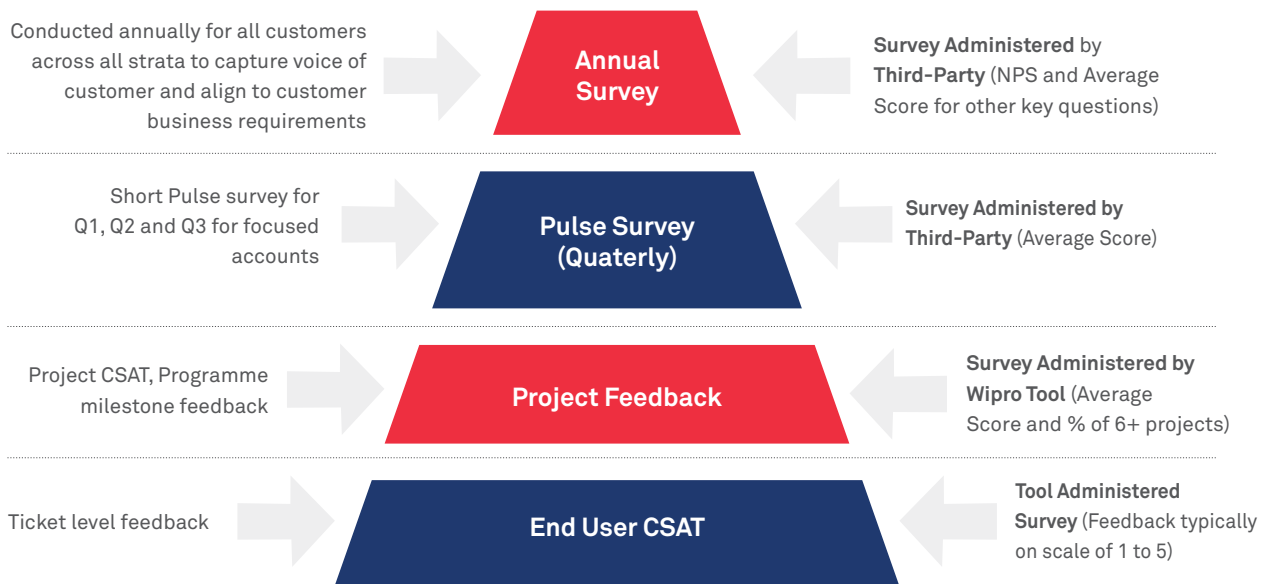 Conducted annually for all customers
across all strata to capture voice of
customer and align to customer
business requirements
Annual
Survey
Survey Administered by
Third-Party (NPS and Average
Score for other key questions)
Short Pulse survey for
Q1, Q2 and Q3 for focused
accounts
Pulse Survey
(Quaterly)
Survey Administered by
Third-Party (Average Score)
Project CSAT, Programme
milestone feedback
Project Feedback
Survey Administered by
Wipro Tool (Average
Score and % of 6+ projects)
Ticket level feedback
End User CSAT
Tool Administered
Survey (Feedback typically
on scale of 1 to 5)